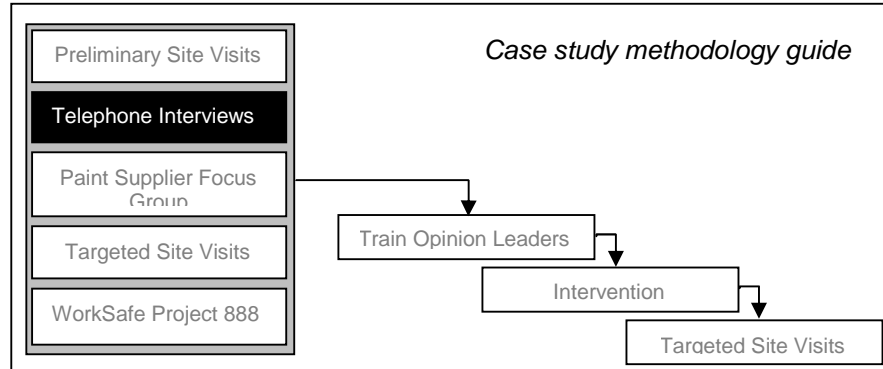 Case study methodology guide
Preliminary Site Visits
Telephone Interviews
Paint Supplier Focus
Group
Targeted Site Visits
WorkSafe Project 888
Train Opinion Leaders
Intervention
Targeted Site Visits